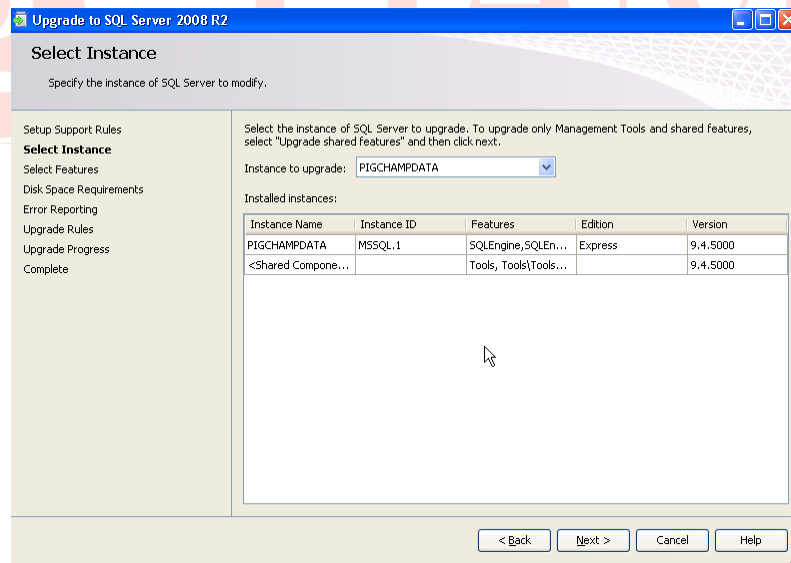 Upgrade to SQL Server 2008 R2
Select Instance
Specify the instance of SQL Server to modify.
Setup Support Rules
Select Instance
Select Features
Disk Space Requirements
Error Reporting
Upgrade Rules
Upgrade Progress
Complete
Select the instance of SQL Server to upgrade. To upgrade only Management Tools and shared features,
select "Upgrade shared features" and then click next.
Instance to upgrade: PIGCHAMPDATA
Installed instances:
Instance Name Instance ID Features Edition Version
PIGCHAMPDATA MSSQL.1 SQLEngine,SQLEn... Express 9.4.5000
<Shared Compone... Tools, Tools\Tools... 9.4.5000
< Back Next > Cancel Help